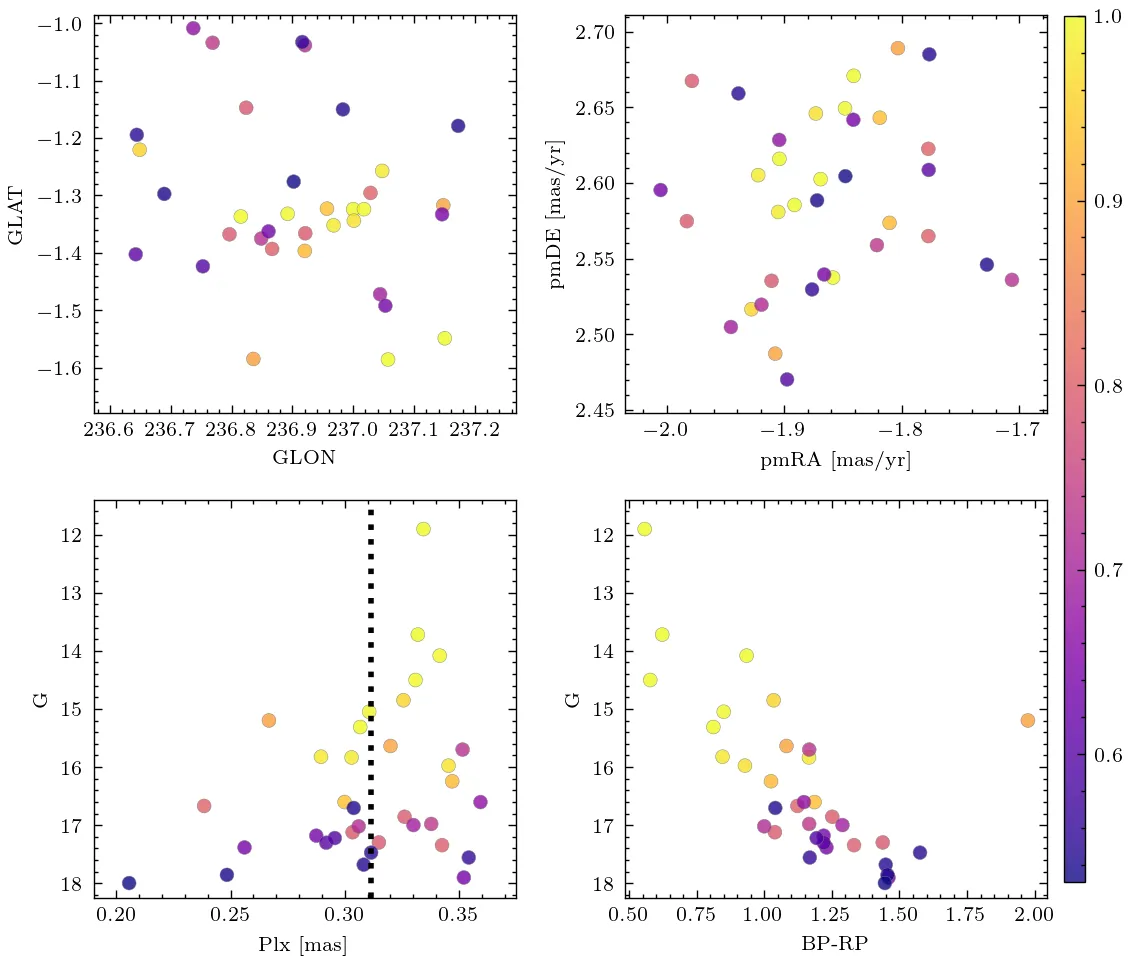 −1.0
−1.1
−1.2
−1.3
−1.4
−1.5
−1.6
GLAT
236.6 236.7 236.8 236.9 237.0 237.1 237.2
GLON
2.70
2.65
2.60
2.55
2.50
2.45
pmDE [mas/yr]
−2.0 −1.9 −1.8 −1.7
pmRA [mas/yr]
1.0
0.9
0.8
0.7
0.6
12
13
14
15
16
17
18
G
0.20 0.25 0.30 0.35
Plx [mas]
12
13
14
15
16
17
18
G
0.50 0.75 1.00 1.25 1.50 1.75 2.00
BP-RP